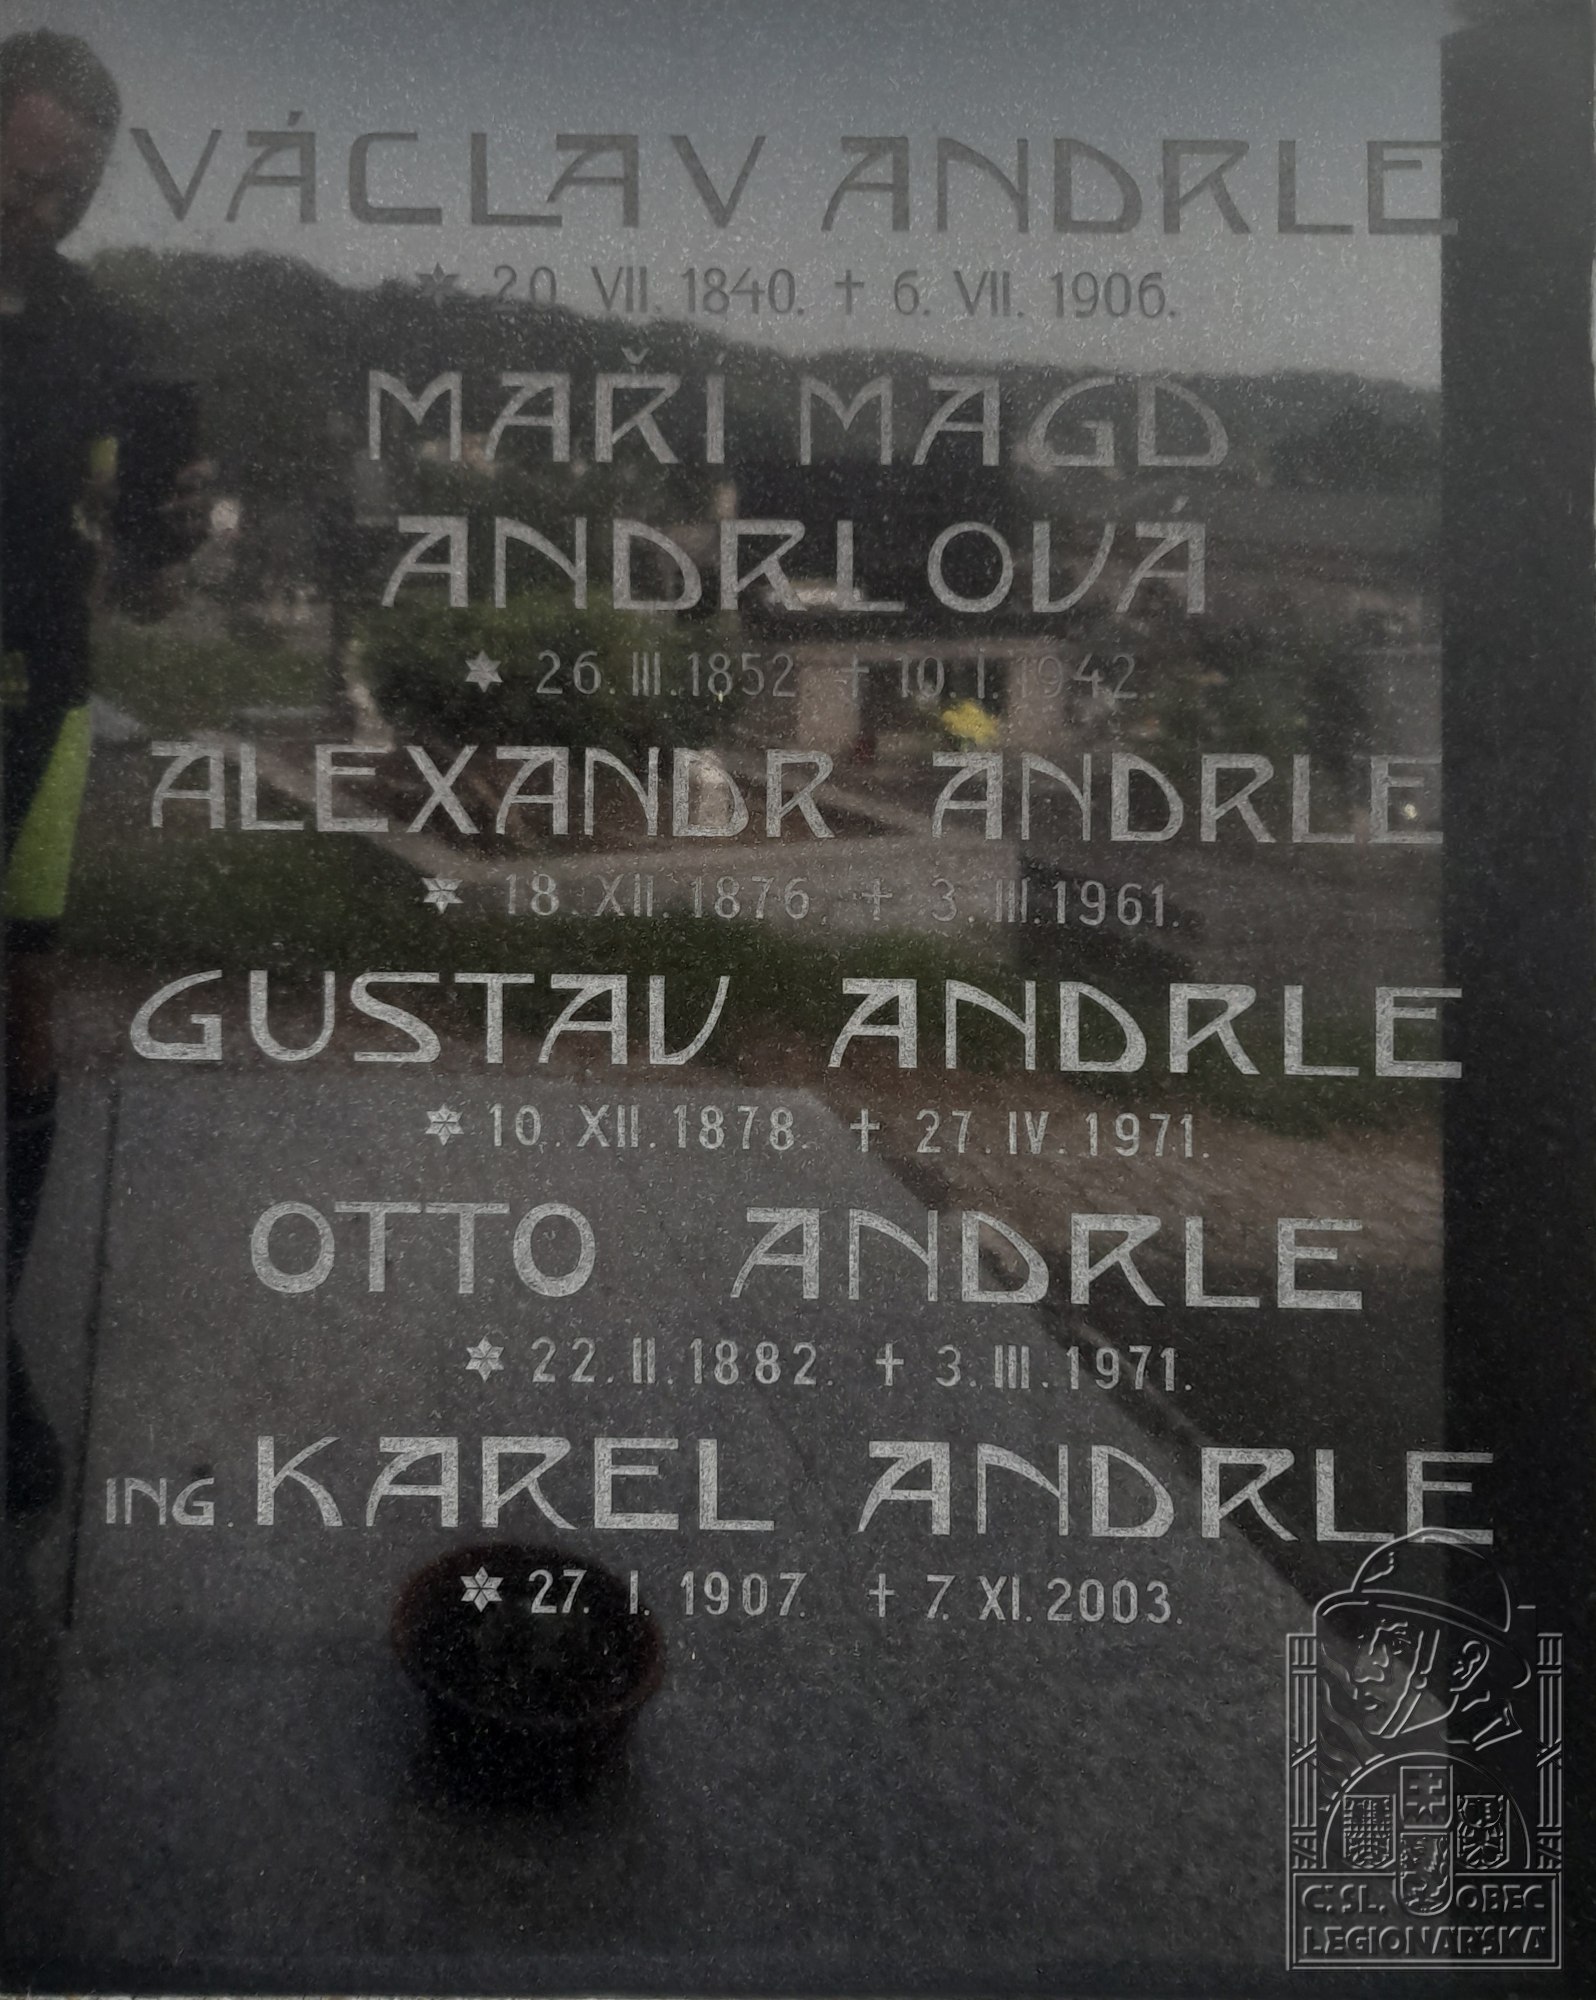 VÁCLAV ANDRLE
* 20. VII. 1840. † 6. VII. 1906.
MAŘÍ MAGD
ANDRLOVÁ
* 26. III. 1852 † 10. I. 1942.
ALEXANDR ANDRLE
* 18. XII. 1876. † 3. III. 1961.
GUSTAV ANDRLE
* 10. XII. 1878. † 27. IV. 1971.
OTTO ANDRLE
* 22. II. 1882. † 3. III. 1971.
ING. KAREL ANDRLE
* 27. I. 1907. † 7. XI. 2003.
Č. SL. OBEC
LEGIONÁŘSKÁ